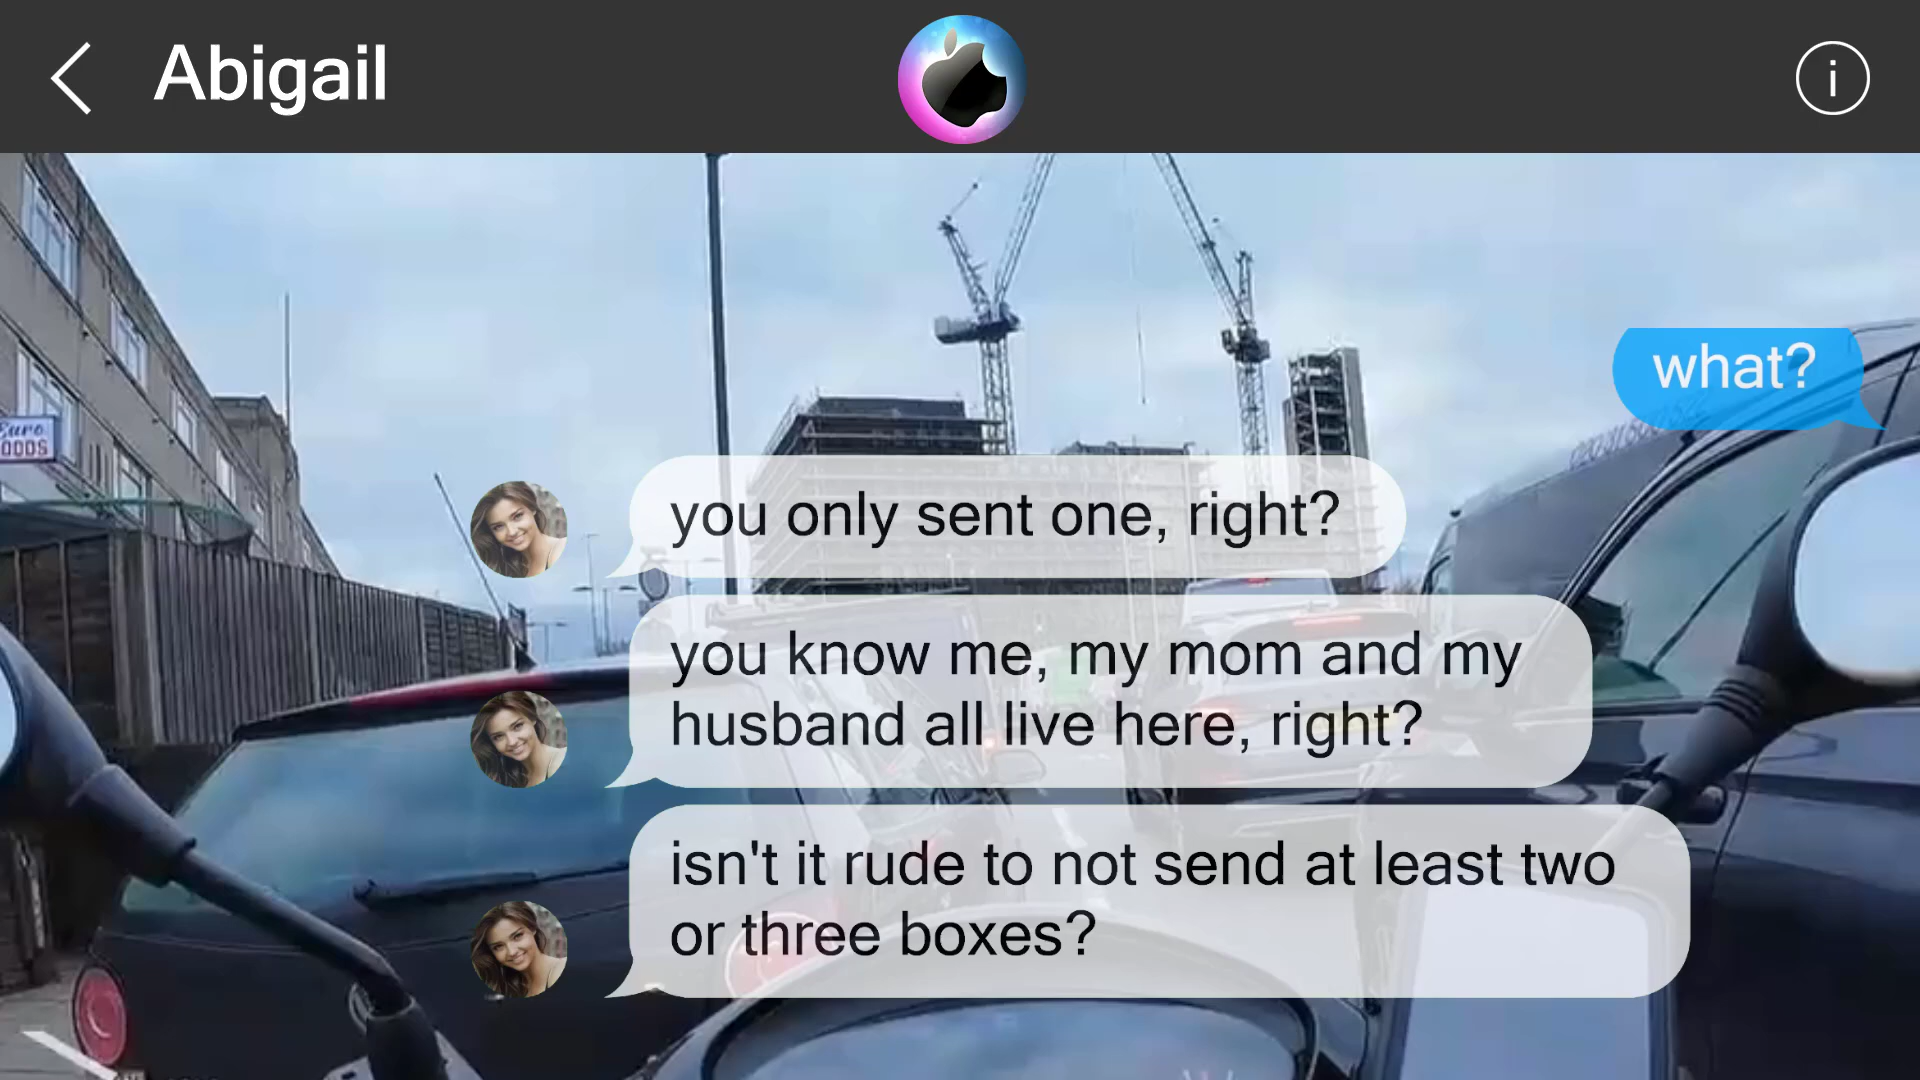 Abigail
what?
you only sent one, right?
you know me, my mom and my
husband all live here, right?
isn't it rude to not send at least two
or three boxes?